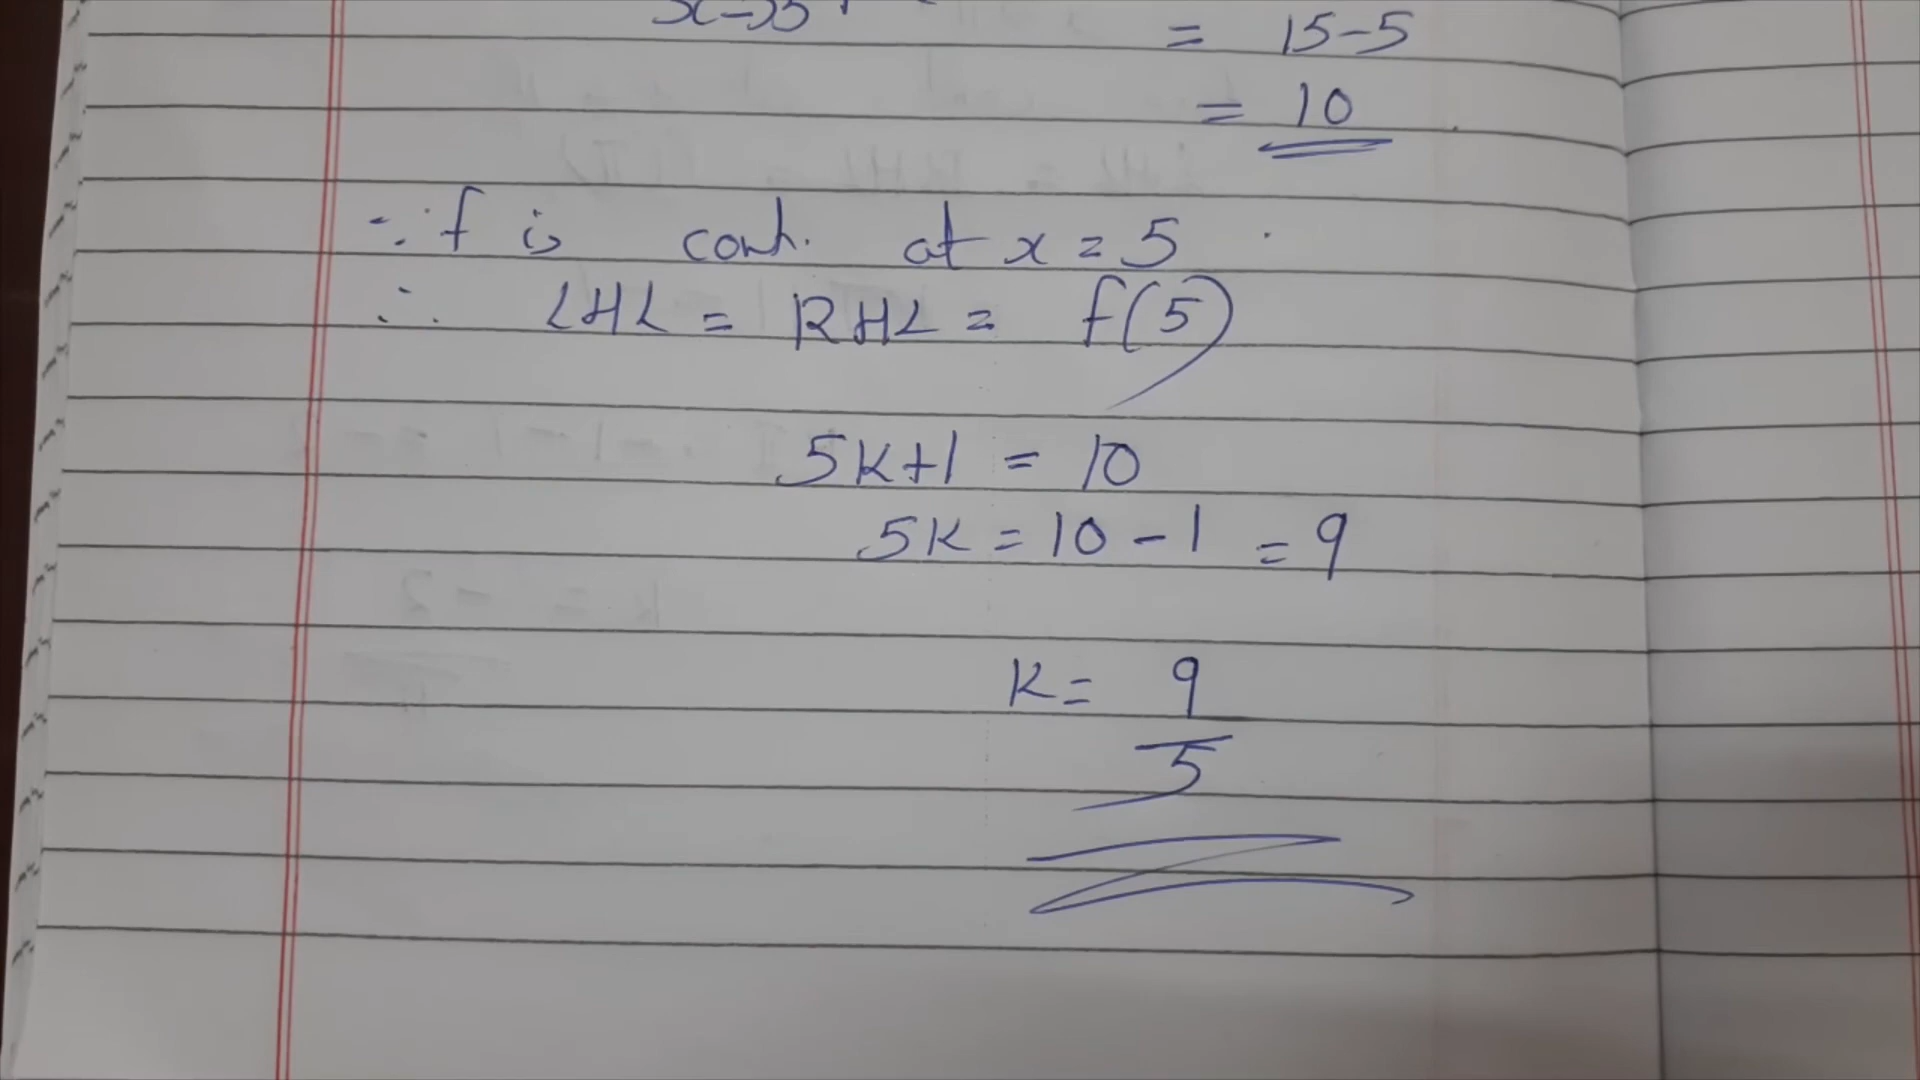 x→5⁺
= 15-5
= 10
∵ f is cont. at x = 5
∴ LHL = RHL = f(5)
5K+1 = 10
5K = 10 - 1 = 9
K = 9/5